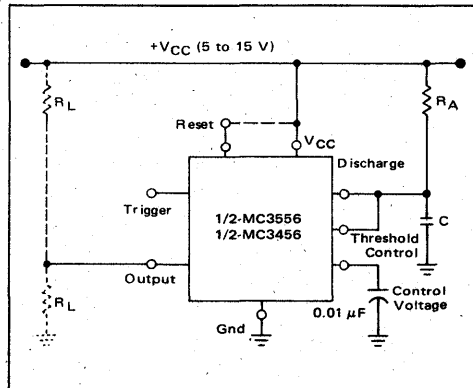 +VCC (5 to 15 V)
RL
RA
Reset
VCC
Discharge
Trigger
1/2-MC3556
1/2-MC3456
C
Threshold
Control
Output
RL
0.01 µF
Control
Voltage
Gnd